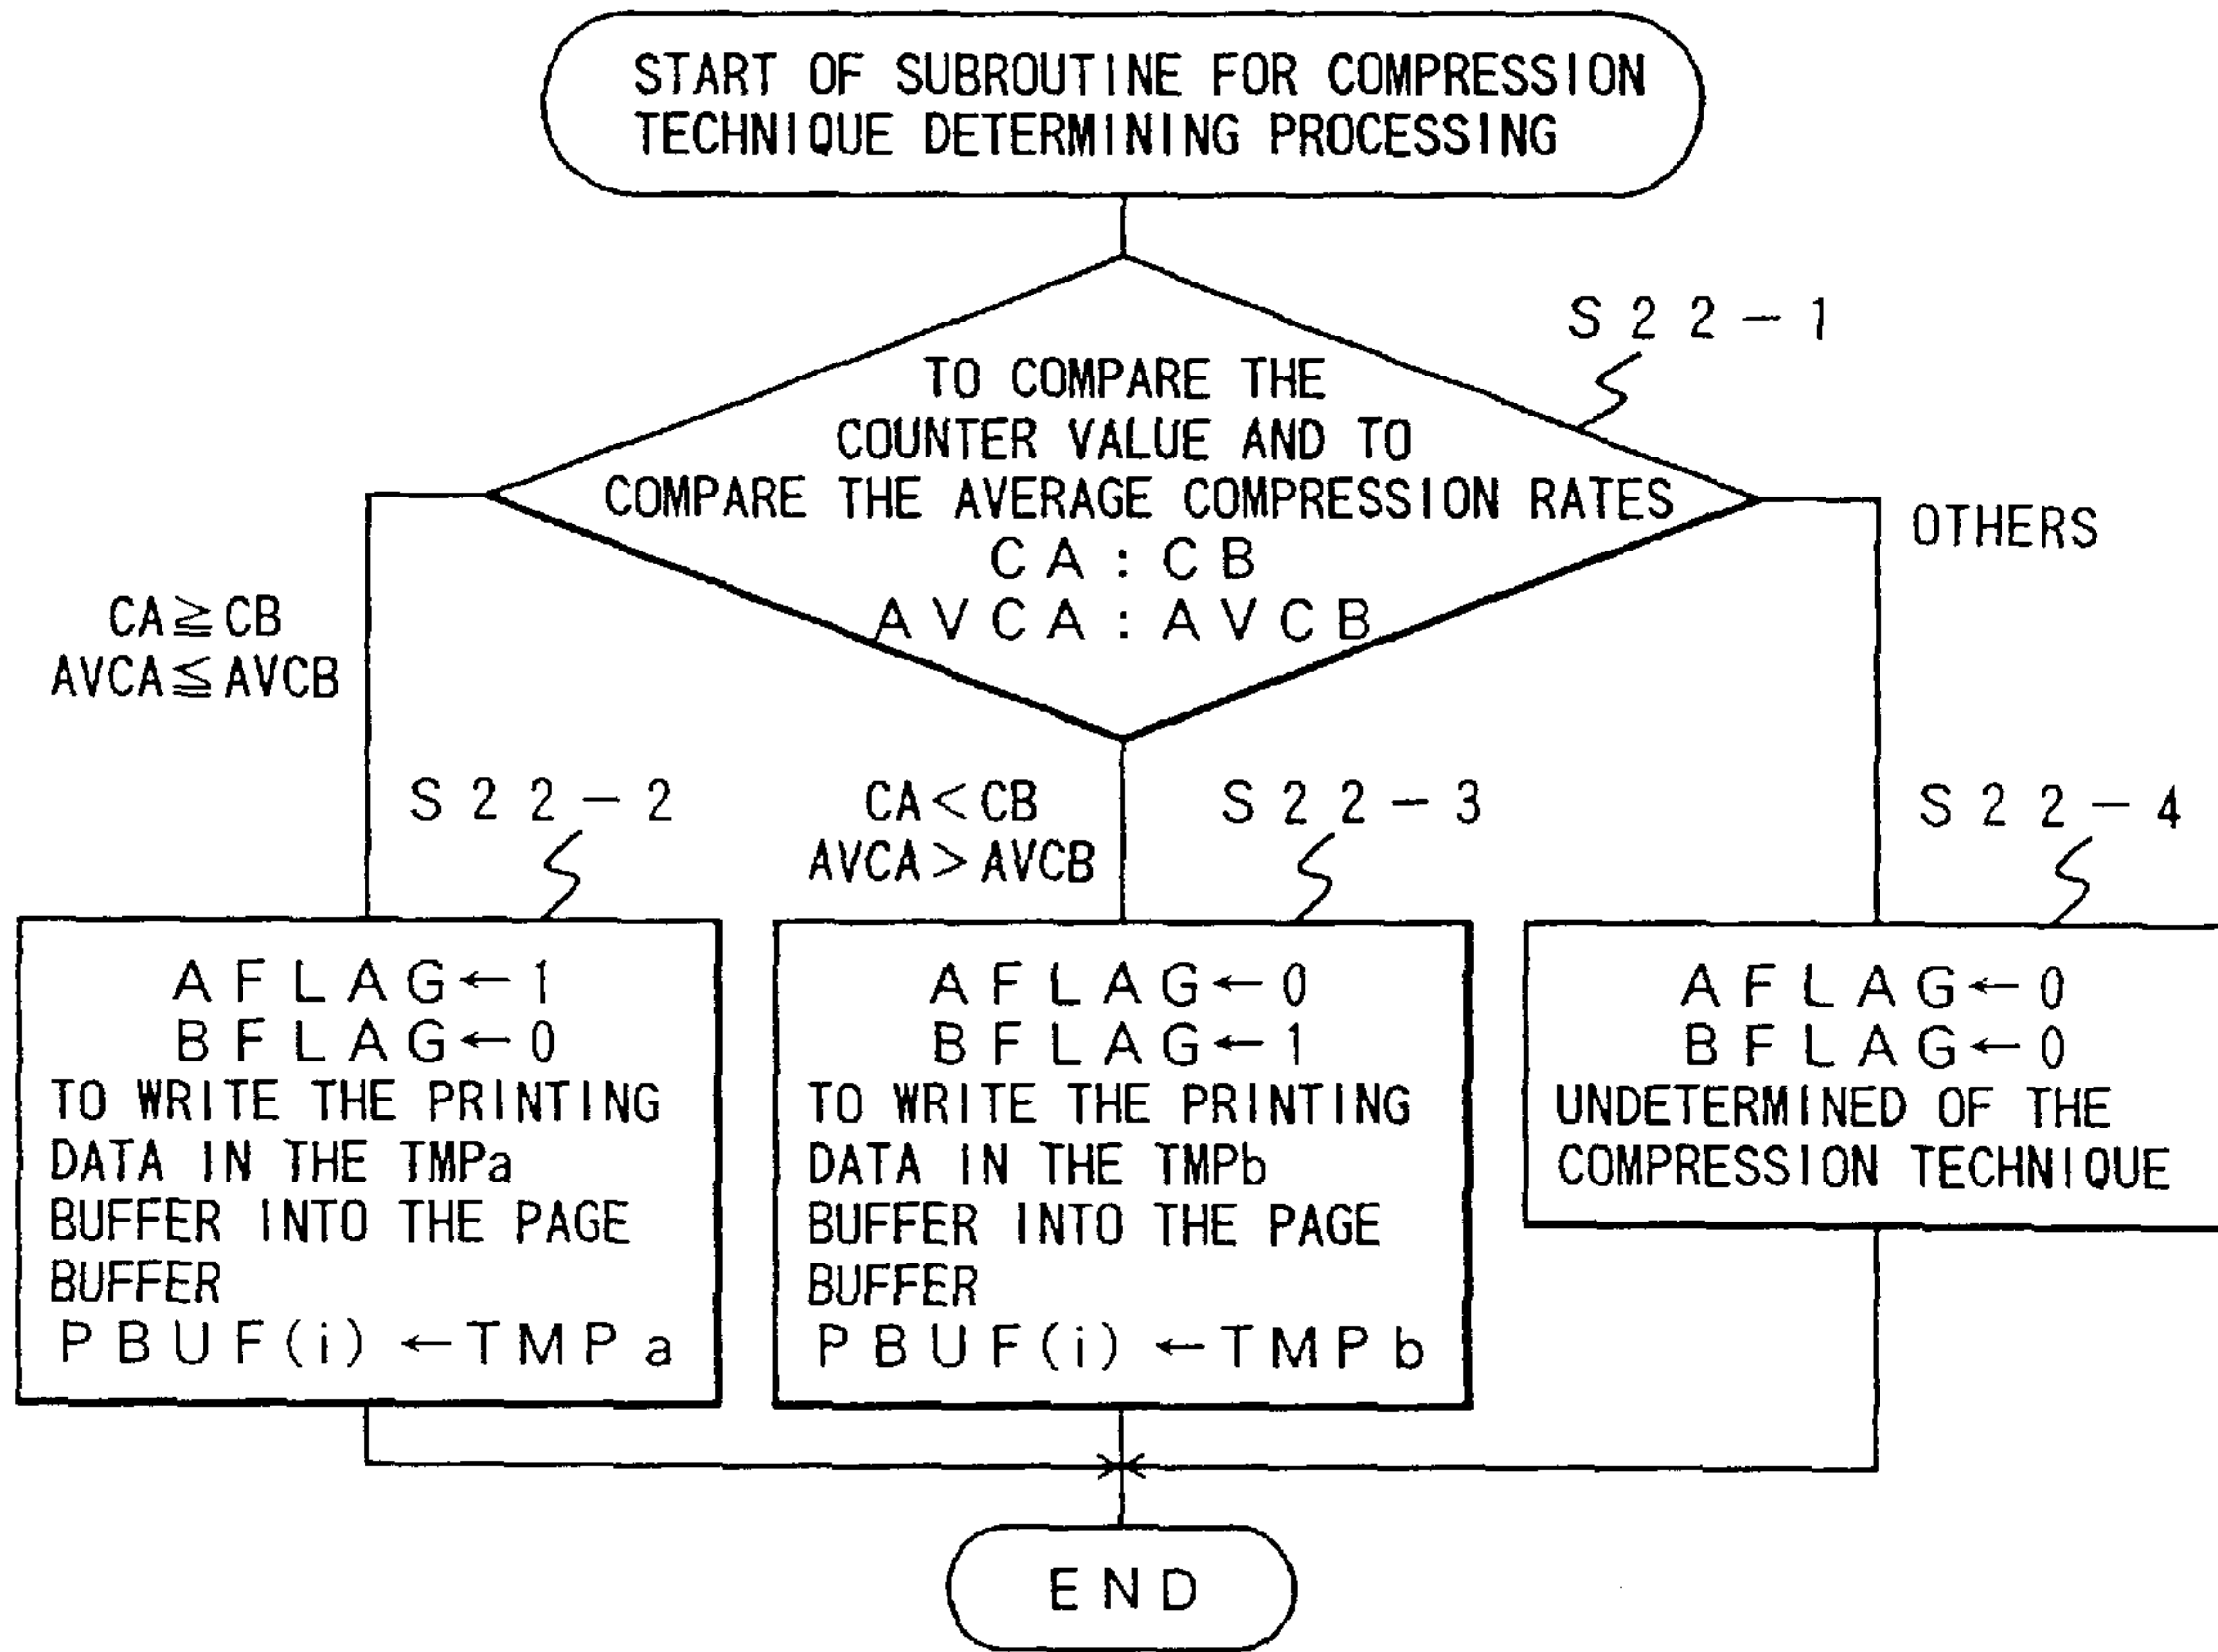 START OF SUBROUTINE FOR COMPRESSION
TECHNIQUE DETERMINING PROCESSING
S22-1
TO COMPARE THE
COUNTER VALUE AND TO
COMPARE THE AVERAGE COMPRESSION RATES
CA:CB
AVCA:AVCB
OTHERS
CA≧CB
AVCA≦AVCB
S22-2
CA<CB
AVCA>AVCB
S22-3
S22-4
AFLAG←1
BFLAG←0
TO WRITE THE PRINTING
DATA IN THE TMPa
BUFFER INTO THE PAGE
BUFFER
PBUF(i)←TMPa
AFLAG←0
BFLAG←1
TO WRITE THE PRINTING
DATA IN THE TMPb
BUFFER INTO THE PAGE
BUFFER
PBUF(i)←TMPb
AFLAG←0
BFLAG←0
UNDETERMINED OF THE
COMPRESSION TECHNIQUE
END